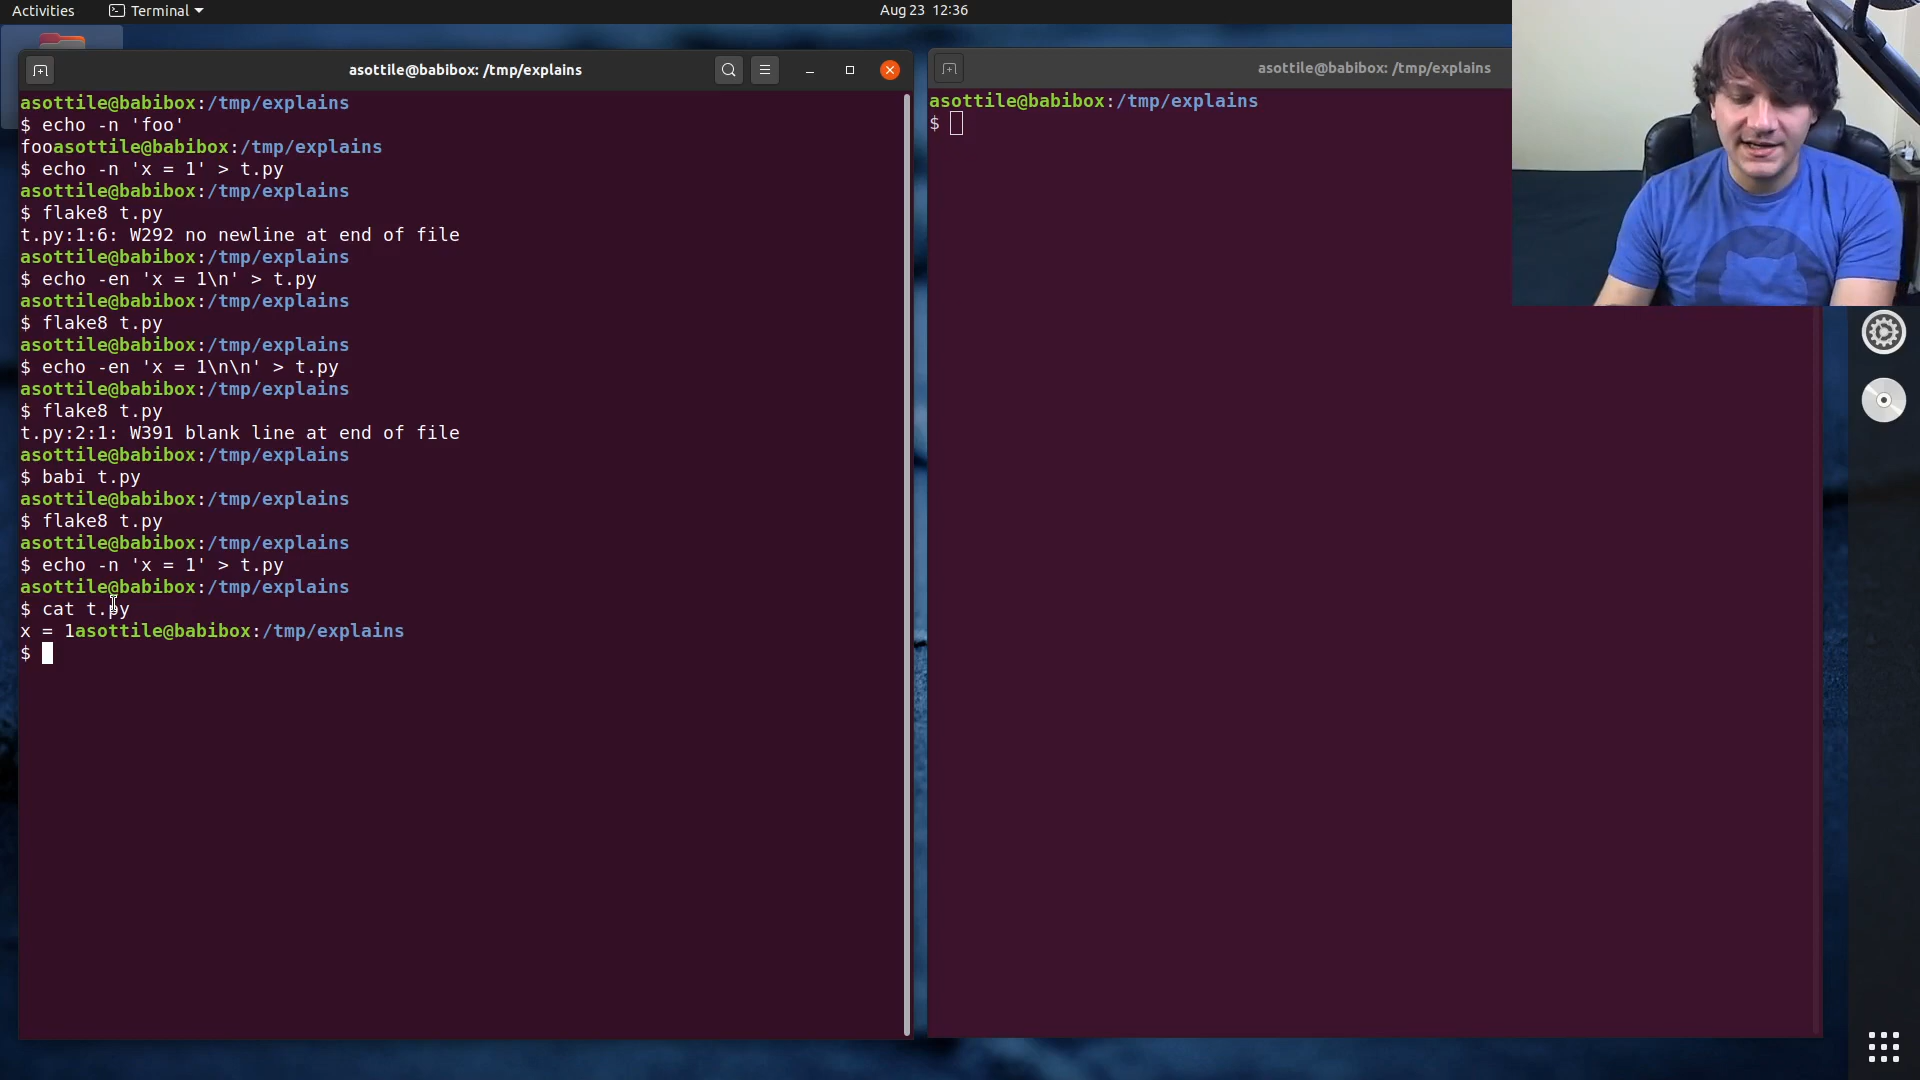 Activities
Terminal
Aug 23 12:36
asottile@babibox: /tmp/explains
asottile@babibox:/tmp/explains
$ echo -n 'foo'
fooasottile@babibox:/tmp/explains
$ echo -n 'x = 1' > t.py
asottile@babibox:/tmp/explains
$ flake8 t.py
t.py:1:6: W292 no newline at end of file
asottile@babibox:/tmp/explains
$ echo -en 'x = 1\n' > t.py
asottile@babibox:/tmp/explains
$ flake8 t.py
asottile@babibox:/tmp/explains
$ echo -en 'x = 1\n\n' > t.py
asottile@babibox:/tmp/explains
$ flake8 t.py
t.py:2:1: W391 blank line at end of file
asottile@babibox:/tmp/explains
$ babi t.py
asottile@babibox:/tmp/explains
$ flake8 t.py
asottile@babibox:/tmp/explains
$ echo -n 'x = 1' > t.py
asottile@babibox:/tmp/explains
$ cat t.py
x = 1asottile@babibox:/tmp/explains
$
asottile@babibox: /tmp/explains
asottile@babibox:/tmp/explains
$